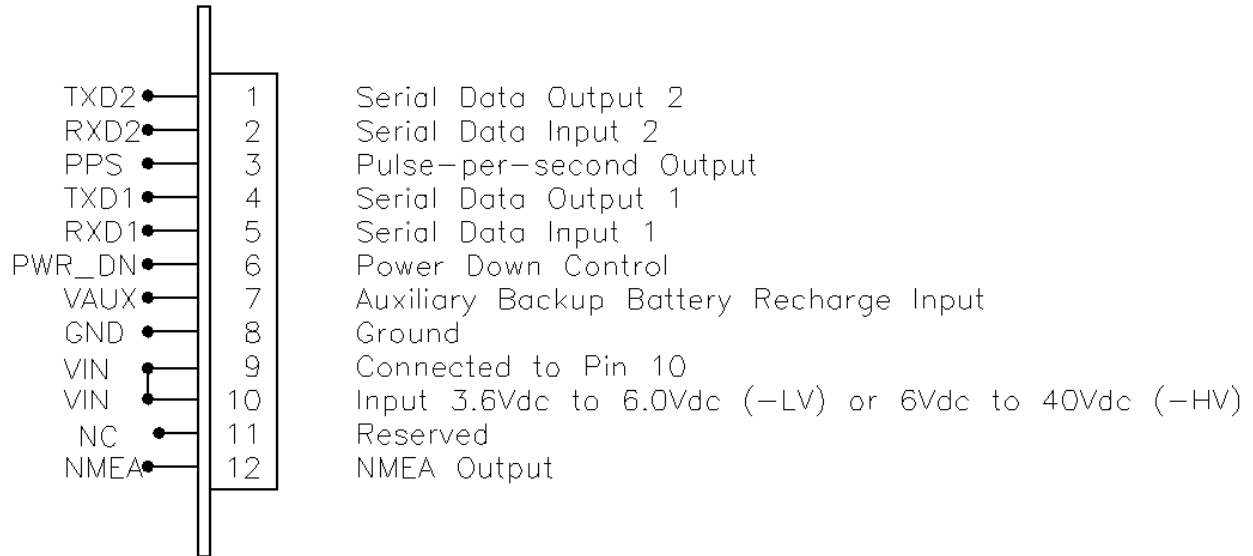 TXD2 1 Serial Data Output 2
RXD2 2 Serial Data Input 2
PPS 3 Pulse-per-second Output
TXD1 4 Serial Data Output 1
RXD1 5 Serial Data Input 1
PWR_DN 6 Power Down Control
VAUX 7 Auxiliary Backup Battery Recharge Input
GND 8 Ground
VIN 9 Connected to Pin 10
VIN 10 Input 3.6Vdc to 6.0Vdc (-LV) or 6Vdc to 40Vdc (-HV)
NC 11 Reserved
NMEA 12 NMEA Output